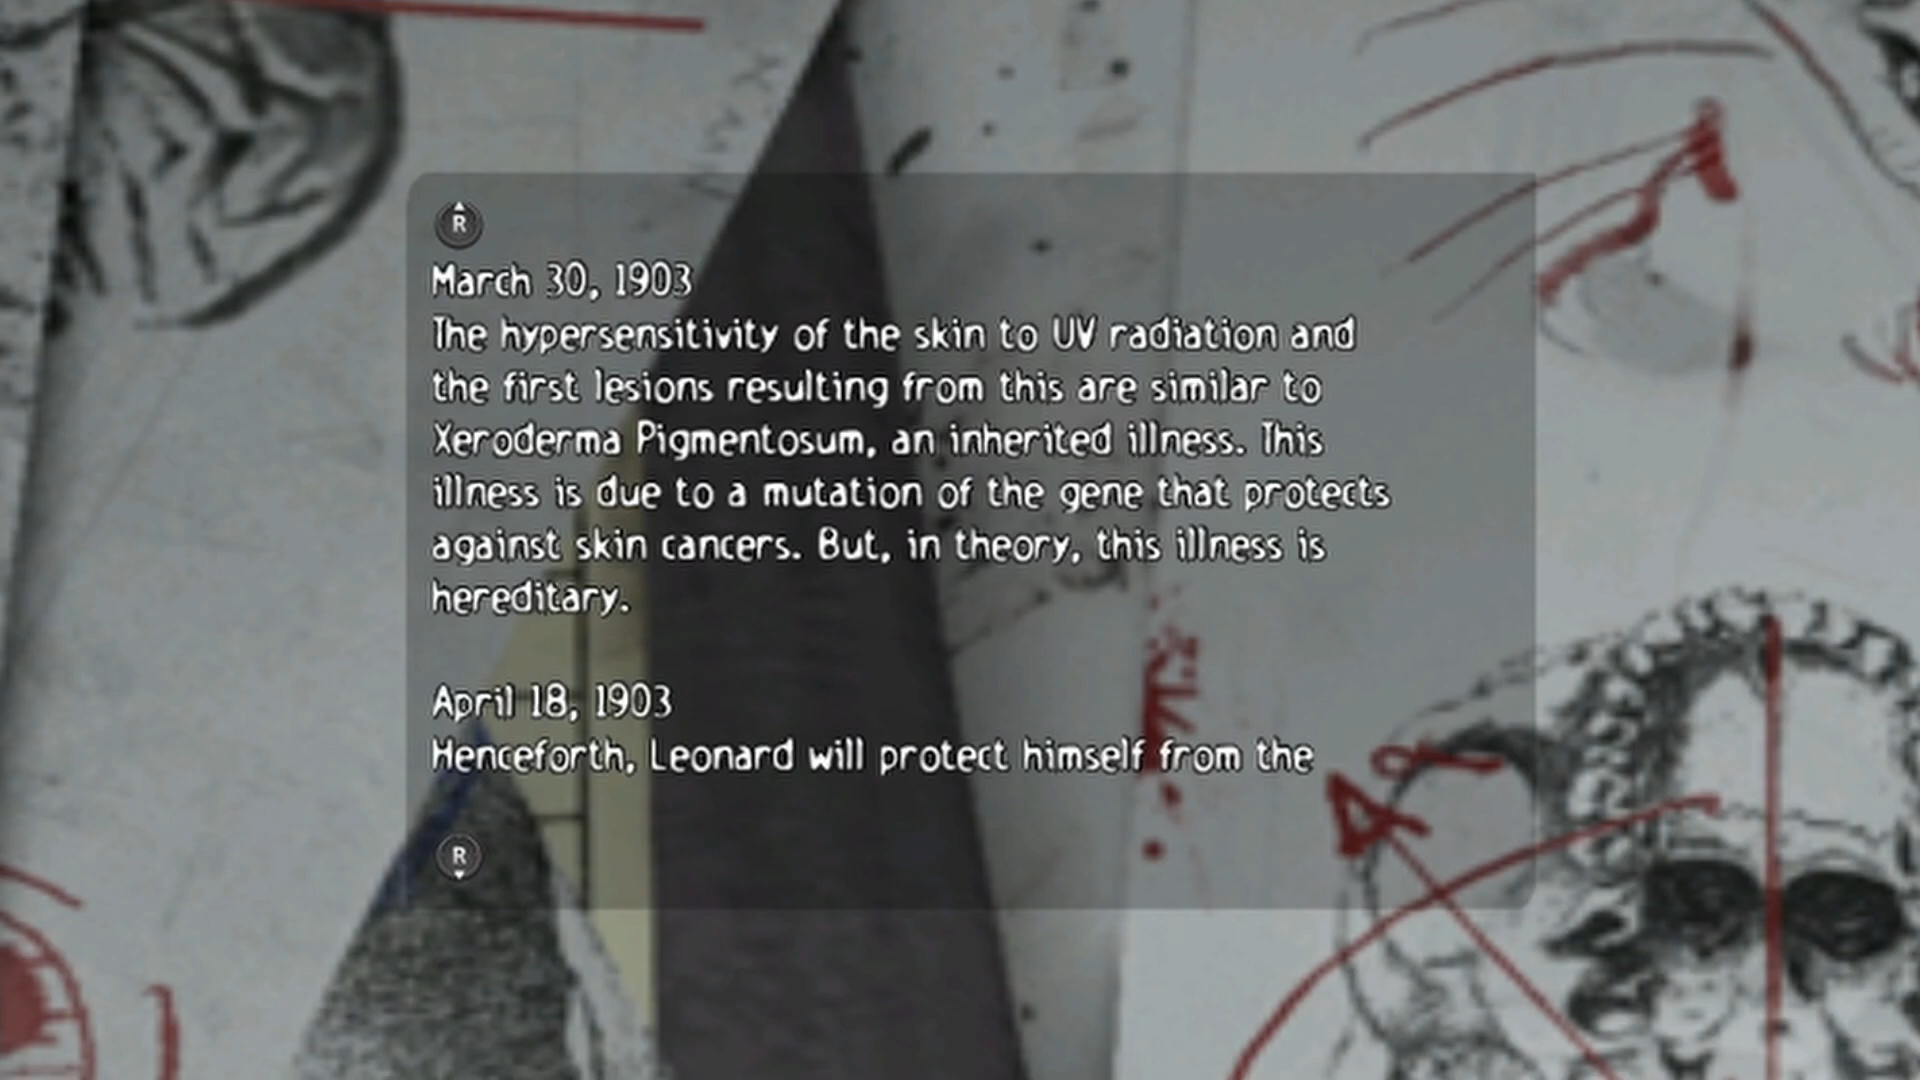 R
March 30, 1903
The hypersensitivity of the skin to UV radiation and
the first lesions resulting from this are similar to
Xeroderma Pigmentosum, an inherited illness. This
illness is due to a mutation of the gene that protects
against skin cancers. But, in theory, this illness is
hereditary.
April 18, 1903
Henceforth, Leonard will protect himself from the
R